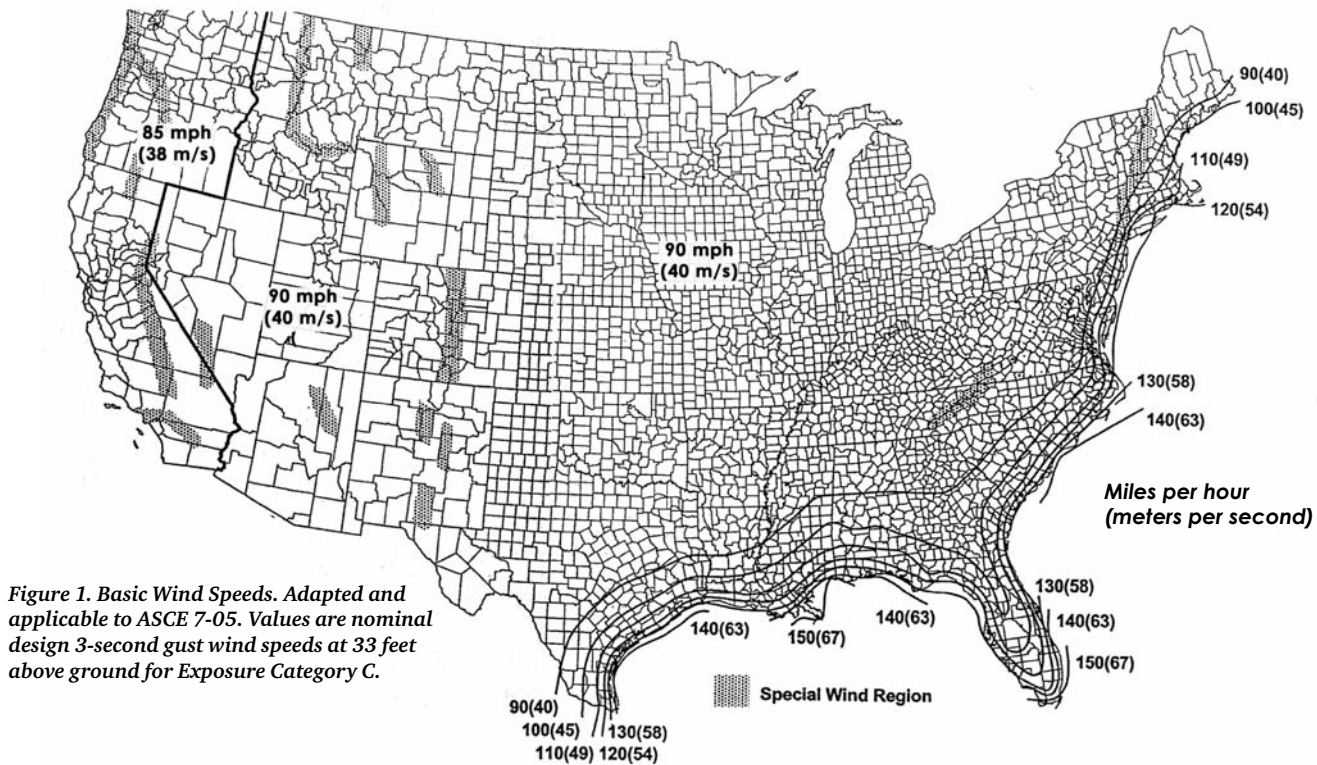 90(40)
100(45)
85 mph
(38 m/s)
110(49)
120(54)
90 mph
(40 m/s)
90 mph
(40 m/s)
130(58)
140(63)
Miles per hour
(meters per second)
Figure 1. Basic Wind Speeds. Adapted and
applicable to ASCE 7-05. Values are nominal
design 3-second gust wind speeds at 33 feet
above ground for Exposure Category C.
130(58)
140(63)
140(63)
140(63)
150(67)
150(67)
Special Wind Region
90(40)
100(45)
130(58)
110(49)
120(54)